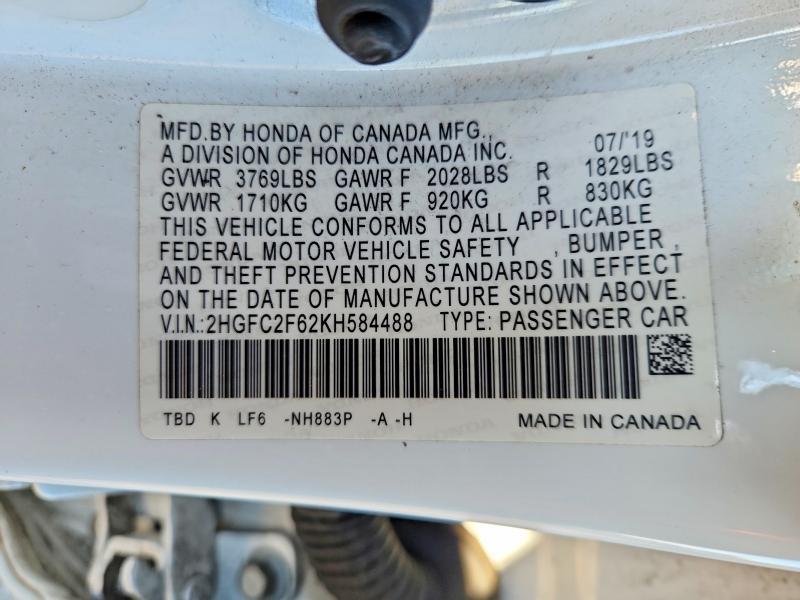 MFD.BY HONDA OF CANADA MFG.,
A DIVISION OF HONDA CANADA INC. 07/'19
GVWR 3769LBS GAWR F 2028LBS R 1829LBS
GVWR 1710KG GAWR F 920KG R 830KG
THIS VEHICLE CONFORMS TO ALL APPLICABLE
FEDERAL MOTOR VEHICLE SAFETY , BUMPER ,
AND THEFT PREVENTION STANDARDS IN EFFECT
ON THE DATE OF MANUFACTURE SHOWN ABOVE.
V.I.N.:2HGFC2F62KH584488 TYPE: PASSENGER CAR
TBD K LF6 -NH883P -A -H MADE IN CANADA